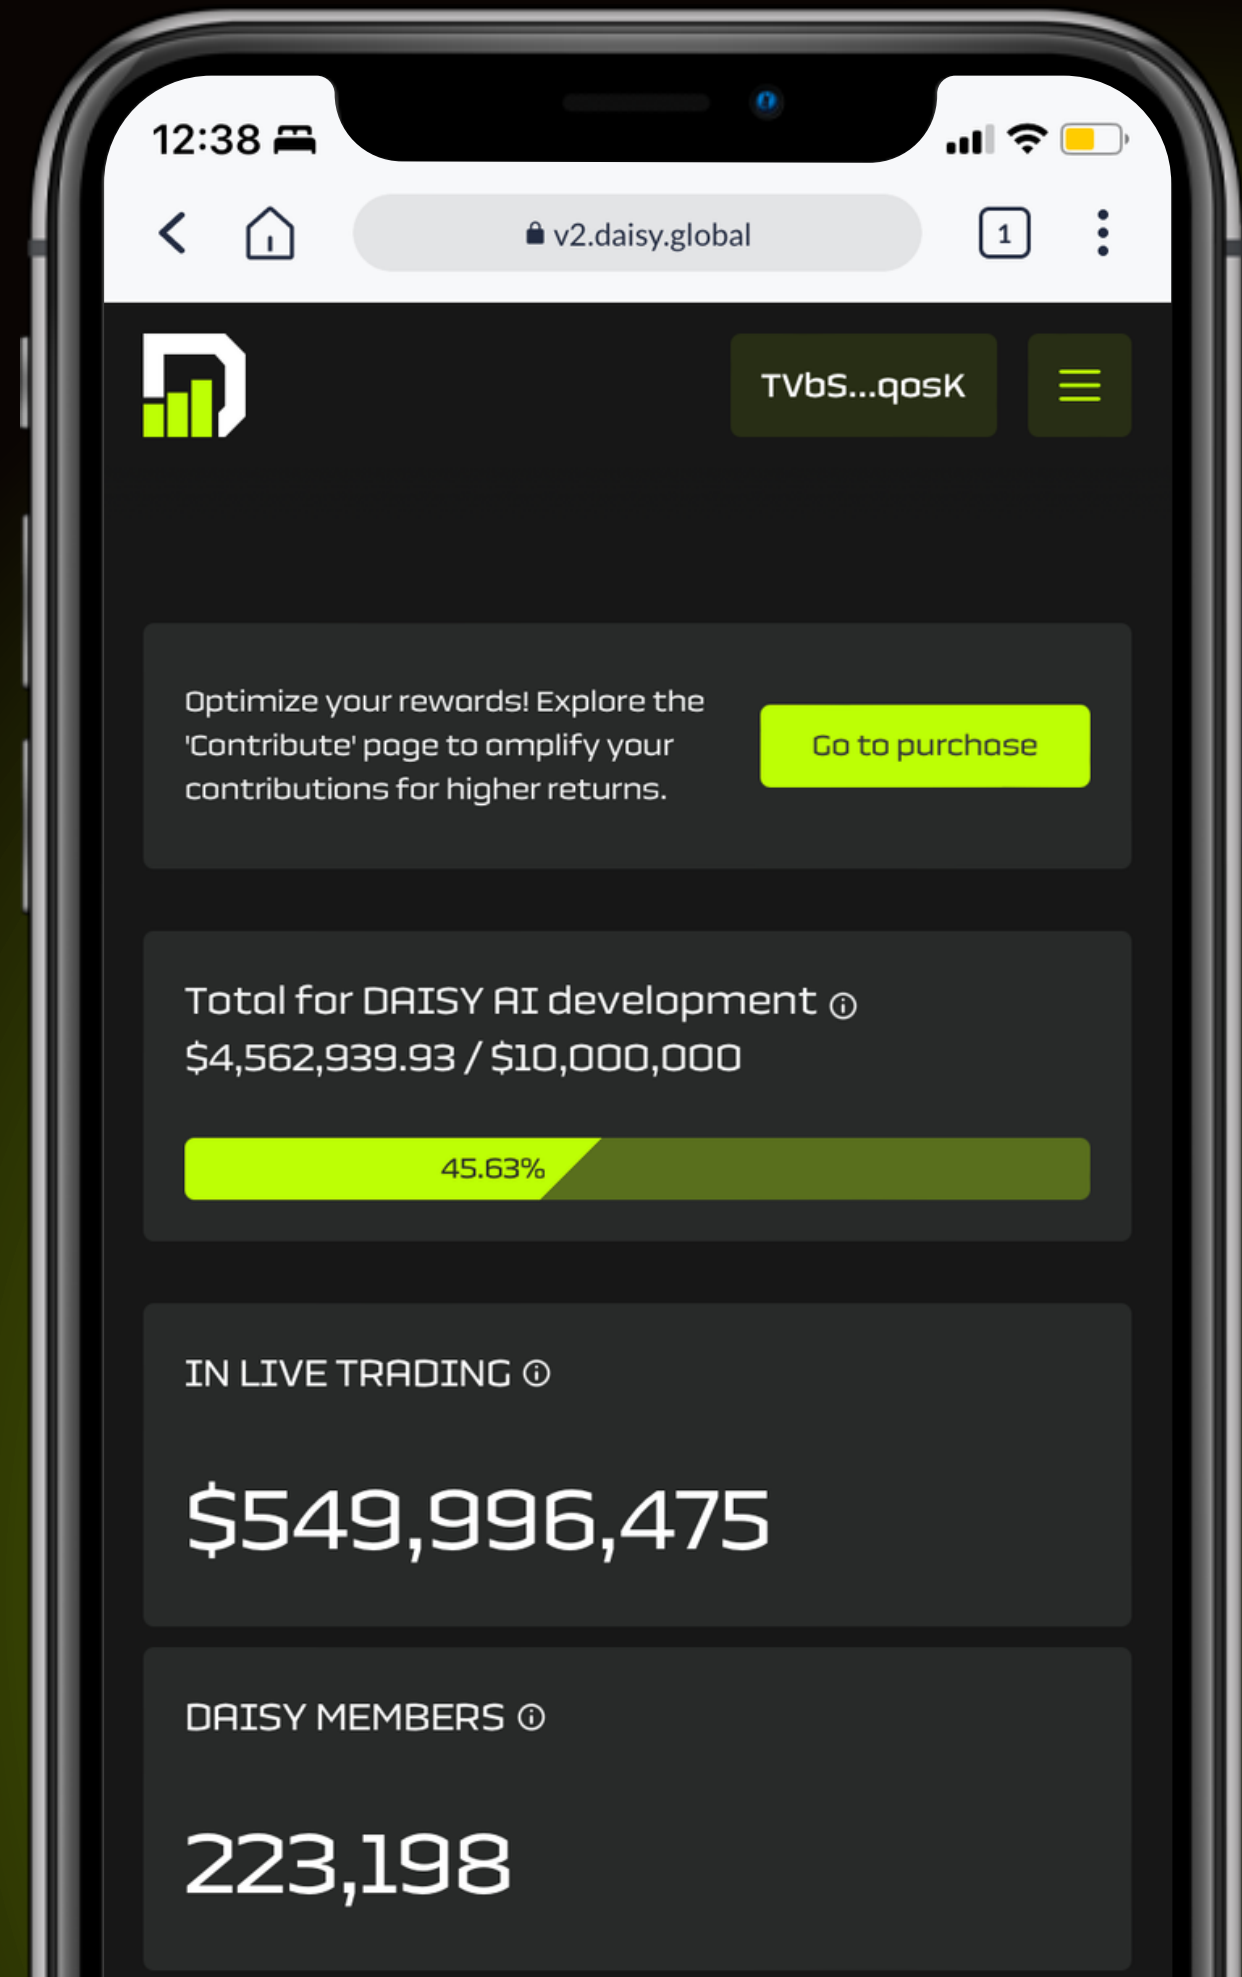 12:38
v2.daisy.global
1
TVbS...qosK
Optimize your rewards! Explore the
'Contribute' page to amplify your
contributions for higher returns.
Go to purchase
Total for DAISY AI development
$4,562,939.93 / $10,000,000
45.63%
IN LIVE TRADING
$549,996,475
DAISY MEMBERS
223,198